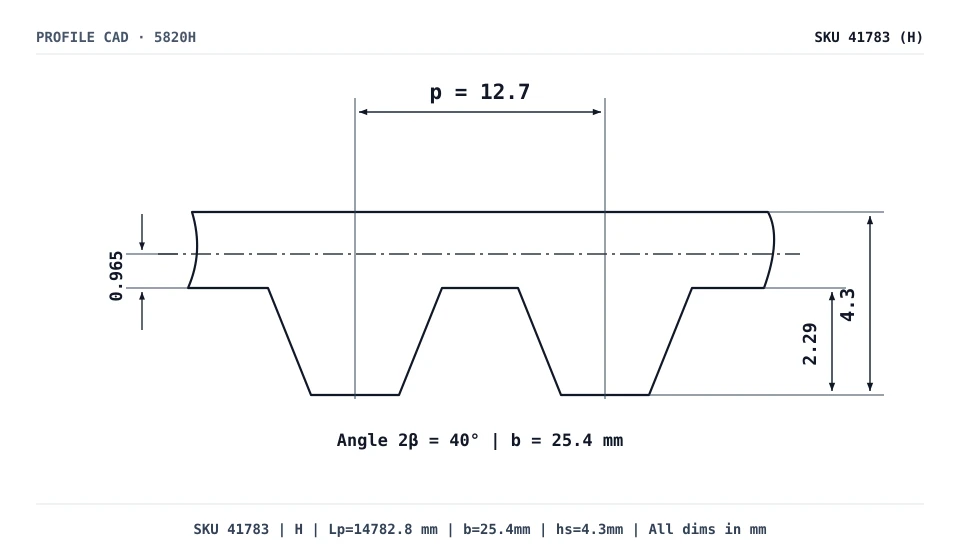 PROFILE CAD · 5820H
SKU 41783 (H)
p = 12.7
0.965
4.3
2.29
Angle 2β = 40° | b = 25.4 mm
SKU 41783 | H | Lp=14782.8 mm | b=25.4mm | hs=4.3mm | All dims in mm